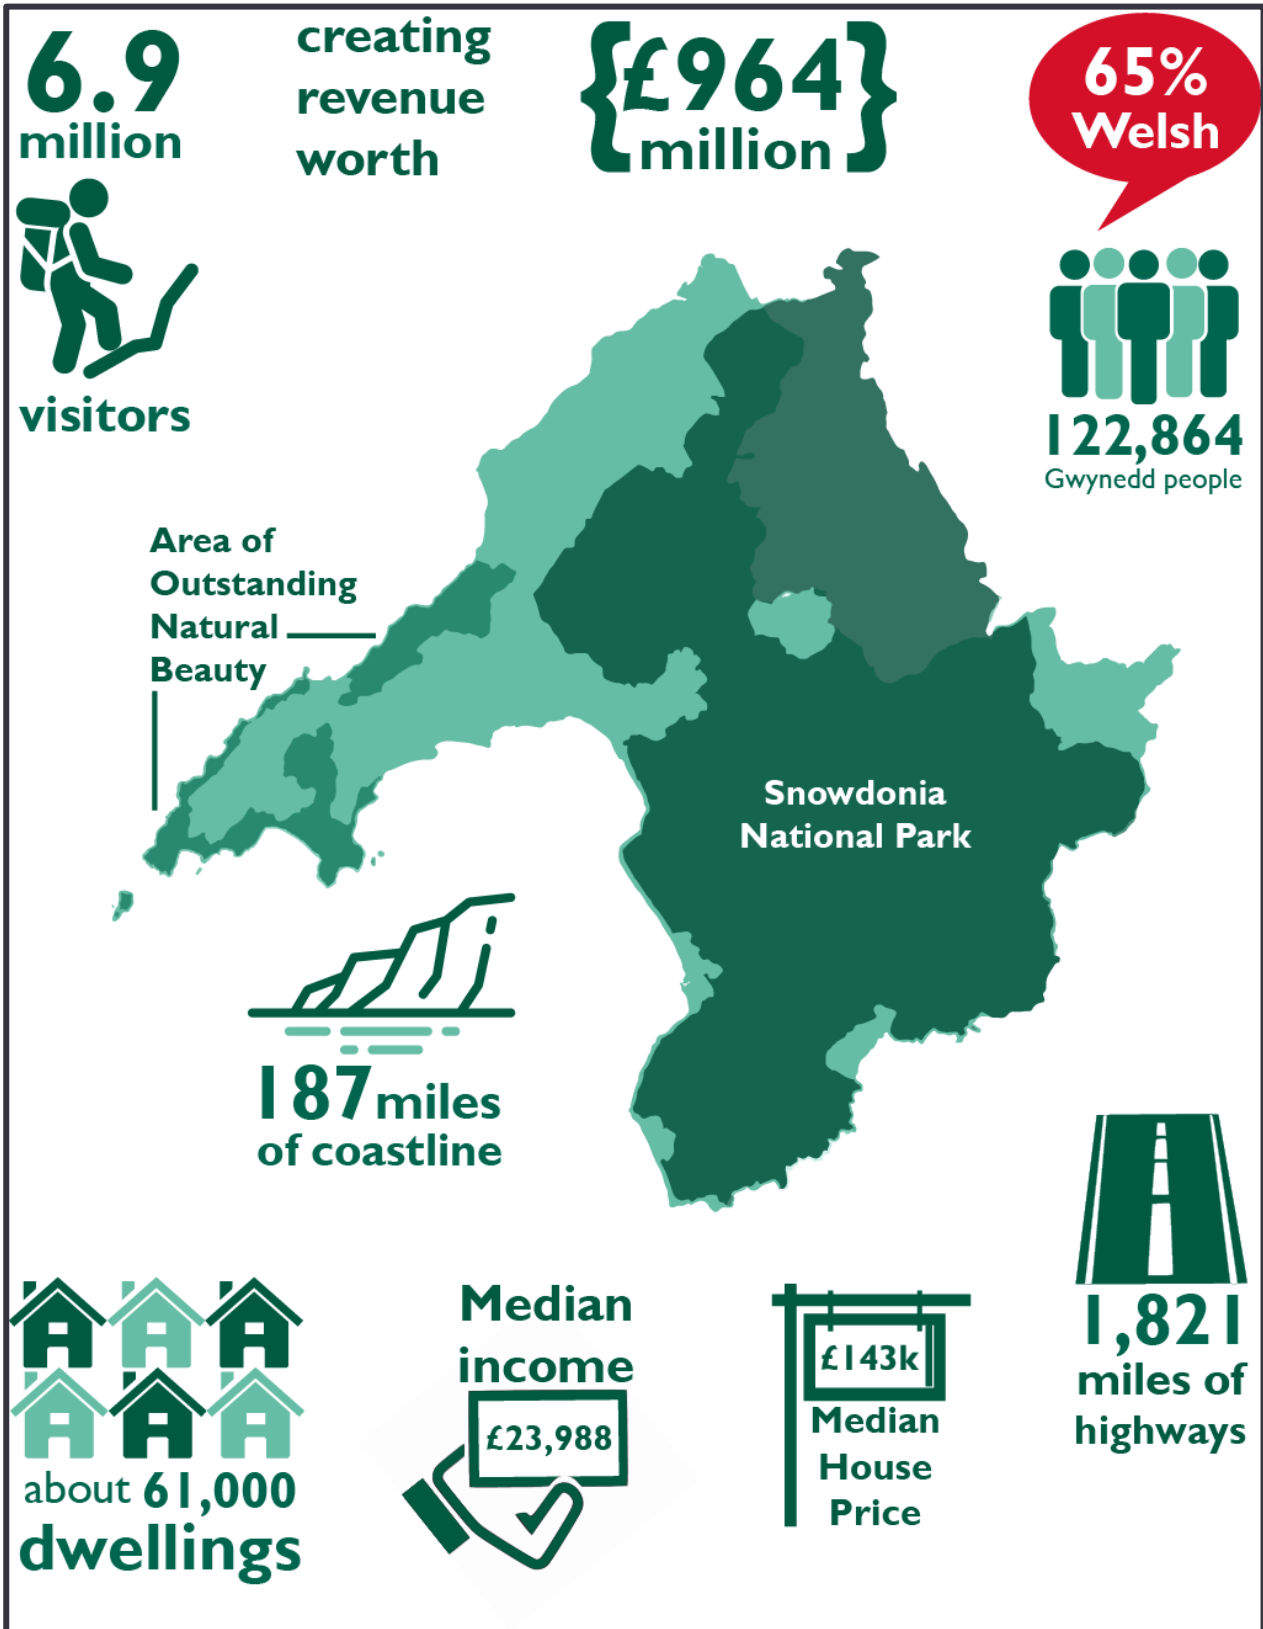 6.9
million
visitors
creating
revenue
worth
{£964
million}
65%
Welsh
122,864
Gwynedd people
Area of
Outstanding
Natural
Beauty
Snowdonia
National Park
187 miles
of coastline
1,821
miles of
highways
about 61,000
dwellings
Median
income
£23,988
£143k
Median
House
Price